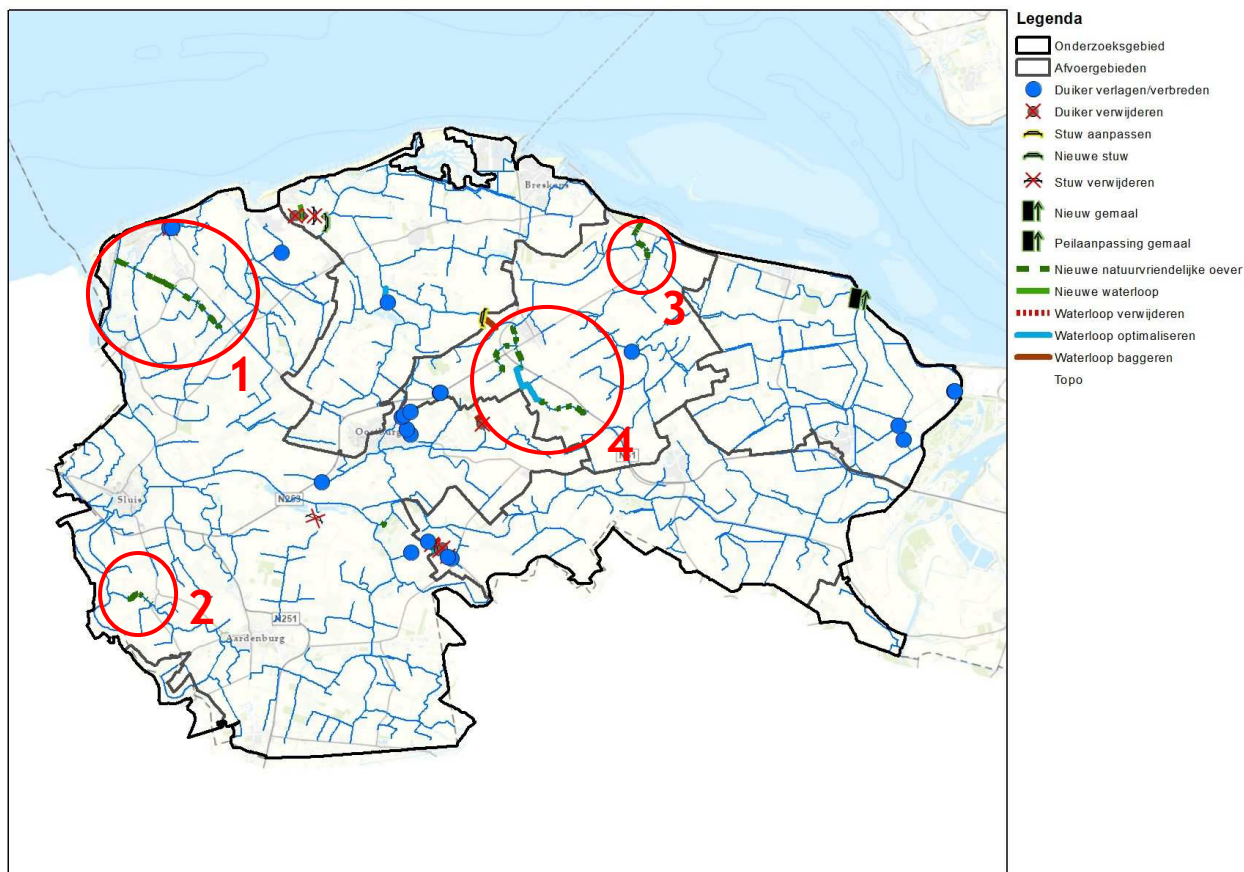 Legenda
Onderzoeksgebied
Afvoergebieden
Duiker verlagen/verbreden
Duiker verwijderen
Stuw aanpassen
Nieuwe stuw
Stuw verwijderen
Nieuw gemaal
Peilaanpassing gemaal
Nieuwe natuurvriendelijke oever
Nieuwe waterloop
Waterloop verwijderen
Waterloop optimaliseren
Waterloop baggeren
Topo
Breskens
1
3
4
Oostburg
N61
Sluis
N253
2
N251
Aardenburg